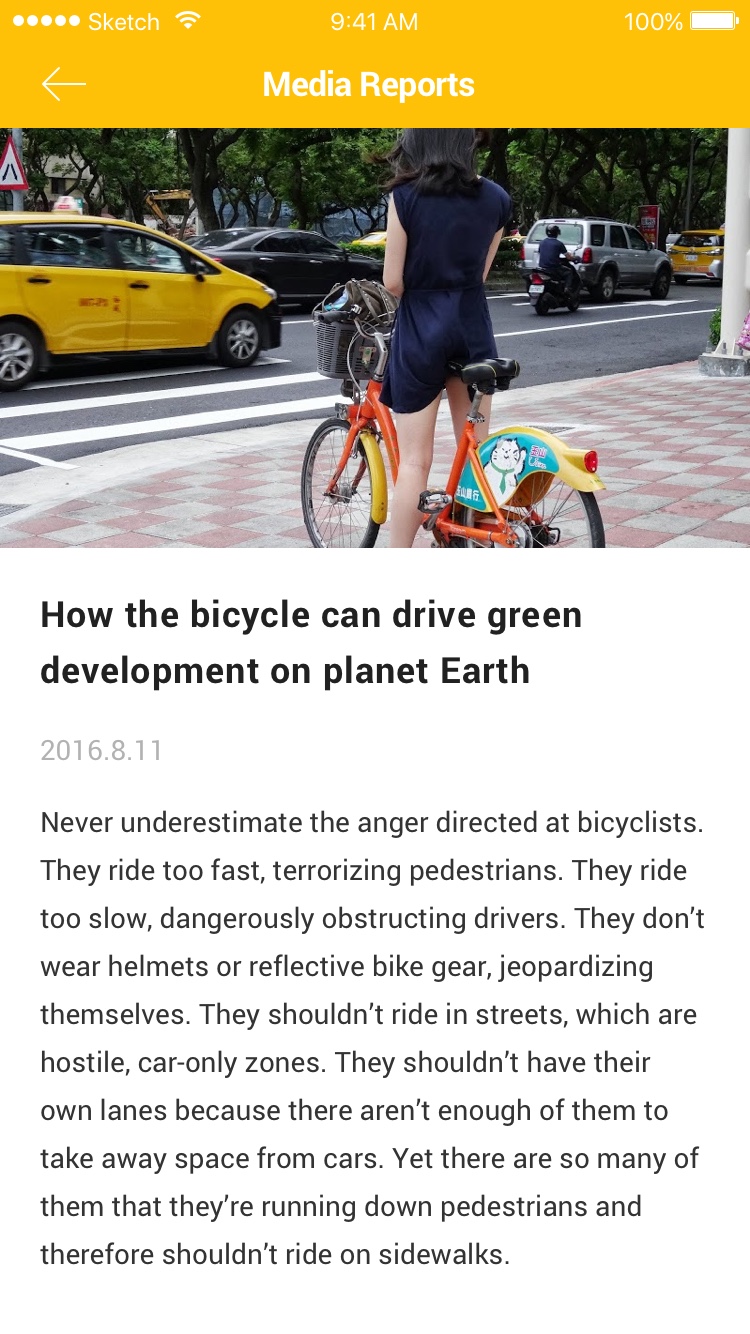 Sketch
9:41 AM
100%
Media Reports
玉山銀行
How the bicycle can drive green
development on planet Earth
2016.8.11
Never underestimate the anger directed at bicyclists.
They ride too fast, terrorizing pedestrians. They ride
too slow, dangerously obstructing drivers. They don’t
wear helmets or reflective bike gear, jeopardizing
themselves. They shouldn’t ride in streets, which are
hostile, car-only zones. They shouldn’t have their
own lanes because there aren’t enough of them to
take away space from cars. Yet there are so many of
them that they’re running down pedestrians and
therefore shouldn’t ride on sidewalks.